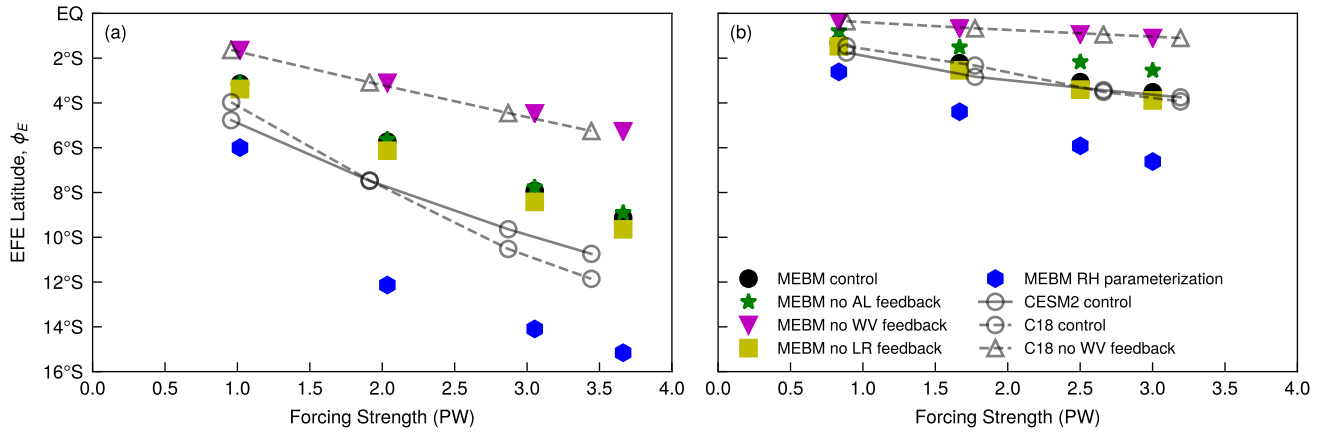 (a)
EQ
2°S
4°S
6°S
8°S
10°S
12°S
14°S
16°S
EFE Latitude, ϕE
0.0 0.5 1.0 1.5 2.0 2.5 3.0 3.5 4.0
Forcing Strength (PW)
(b)
MEBM control
MEBM no AL feedback
MEBM no WV feedback
MEBM no LR feedback
MEBM RH parameterization
CESM2 control
C18 control
C18 no WV feedback
0.0 0.5 1.0 1.5 2.0 2.5 3.0 3.5 4.0
Forcing Strength (PW)